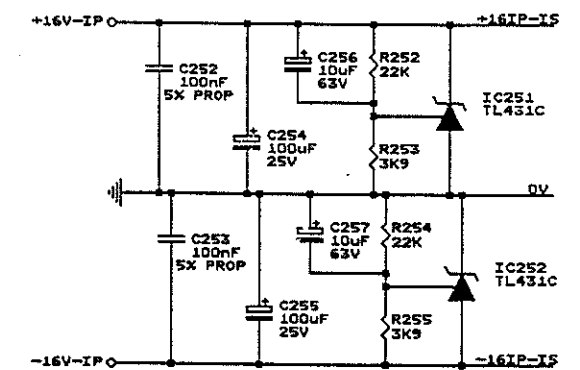 +16V-IP
+16IP-IS
C252
100nF
5% PROP
C256
10uF
63V
R252
22K
IC251
TL431C
C254
100uF
25V
R253
3K9
0V
C253
100nF
5% PROP
C257
10uF
63V
R254
22K
IC252
TL431C
C255
100uF
25V
R255
3K9
-16V-IP
-16IP-IS